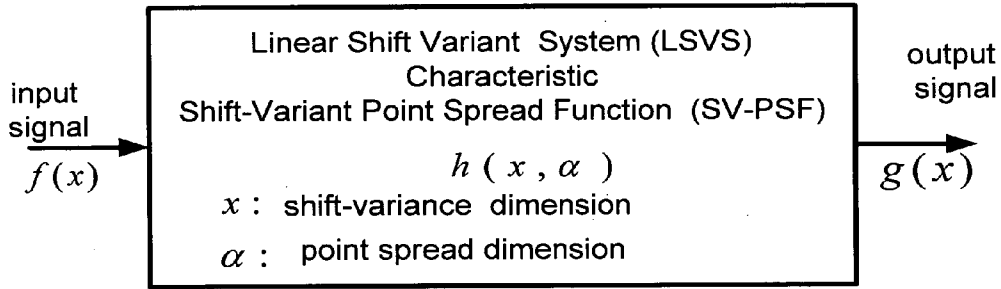 Linear Shift Variant System (LSVS)
Characteristic
Shift-Variant Point Spread Function (SV-PSF)
h ( x , α )
x : shift-variance dimension
α : point spread dimension
input
signal
f(x)
output
signal
g(x)